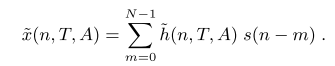 x̃(n, T, A) = ∑_{m=0}^{N−1} h̃(n, T, A) s(n − m) .